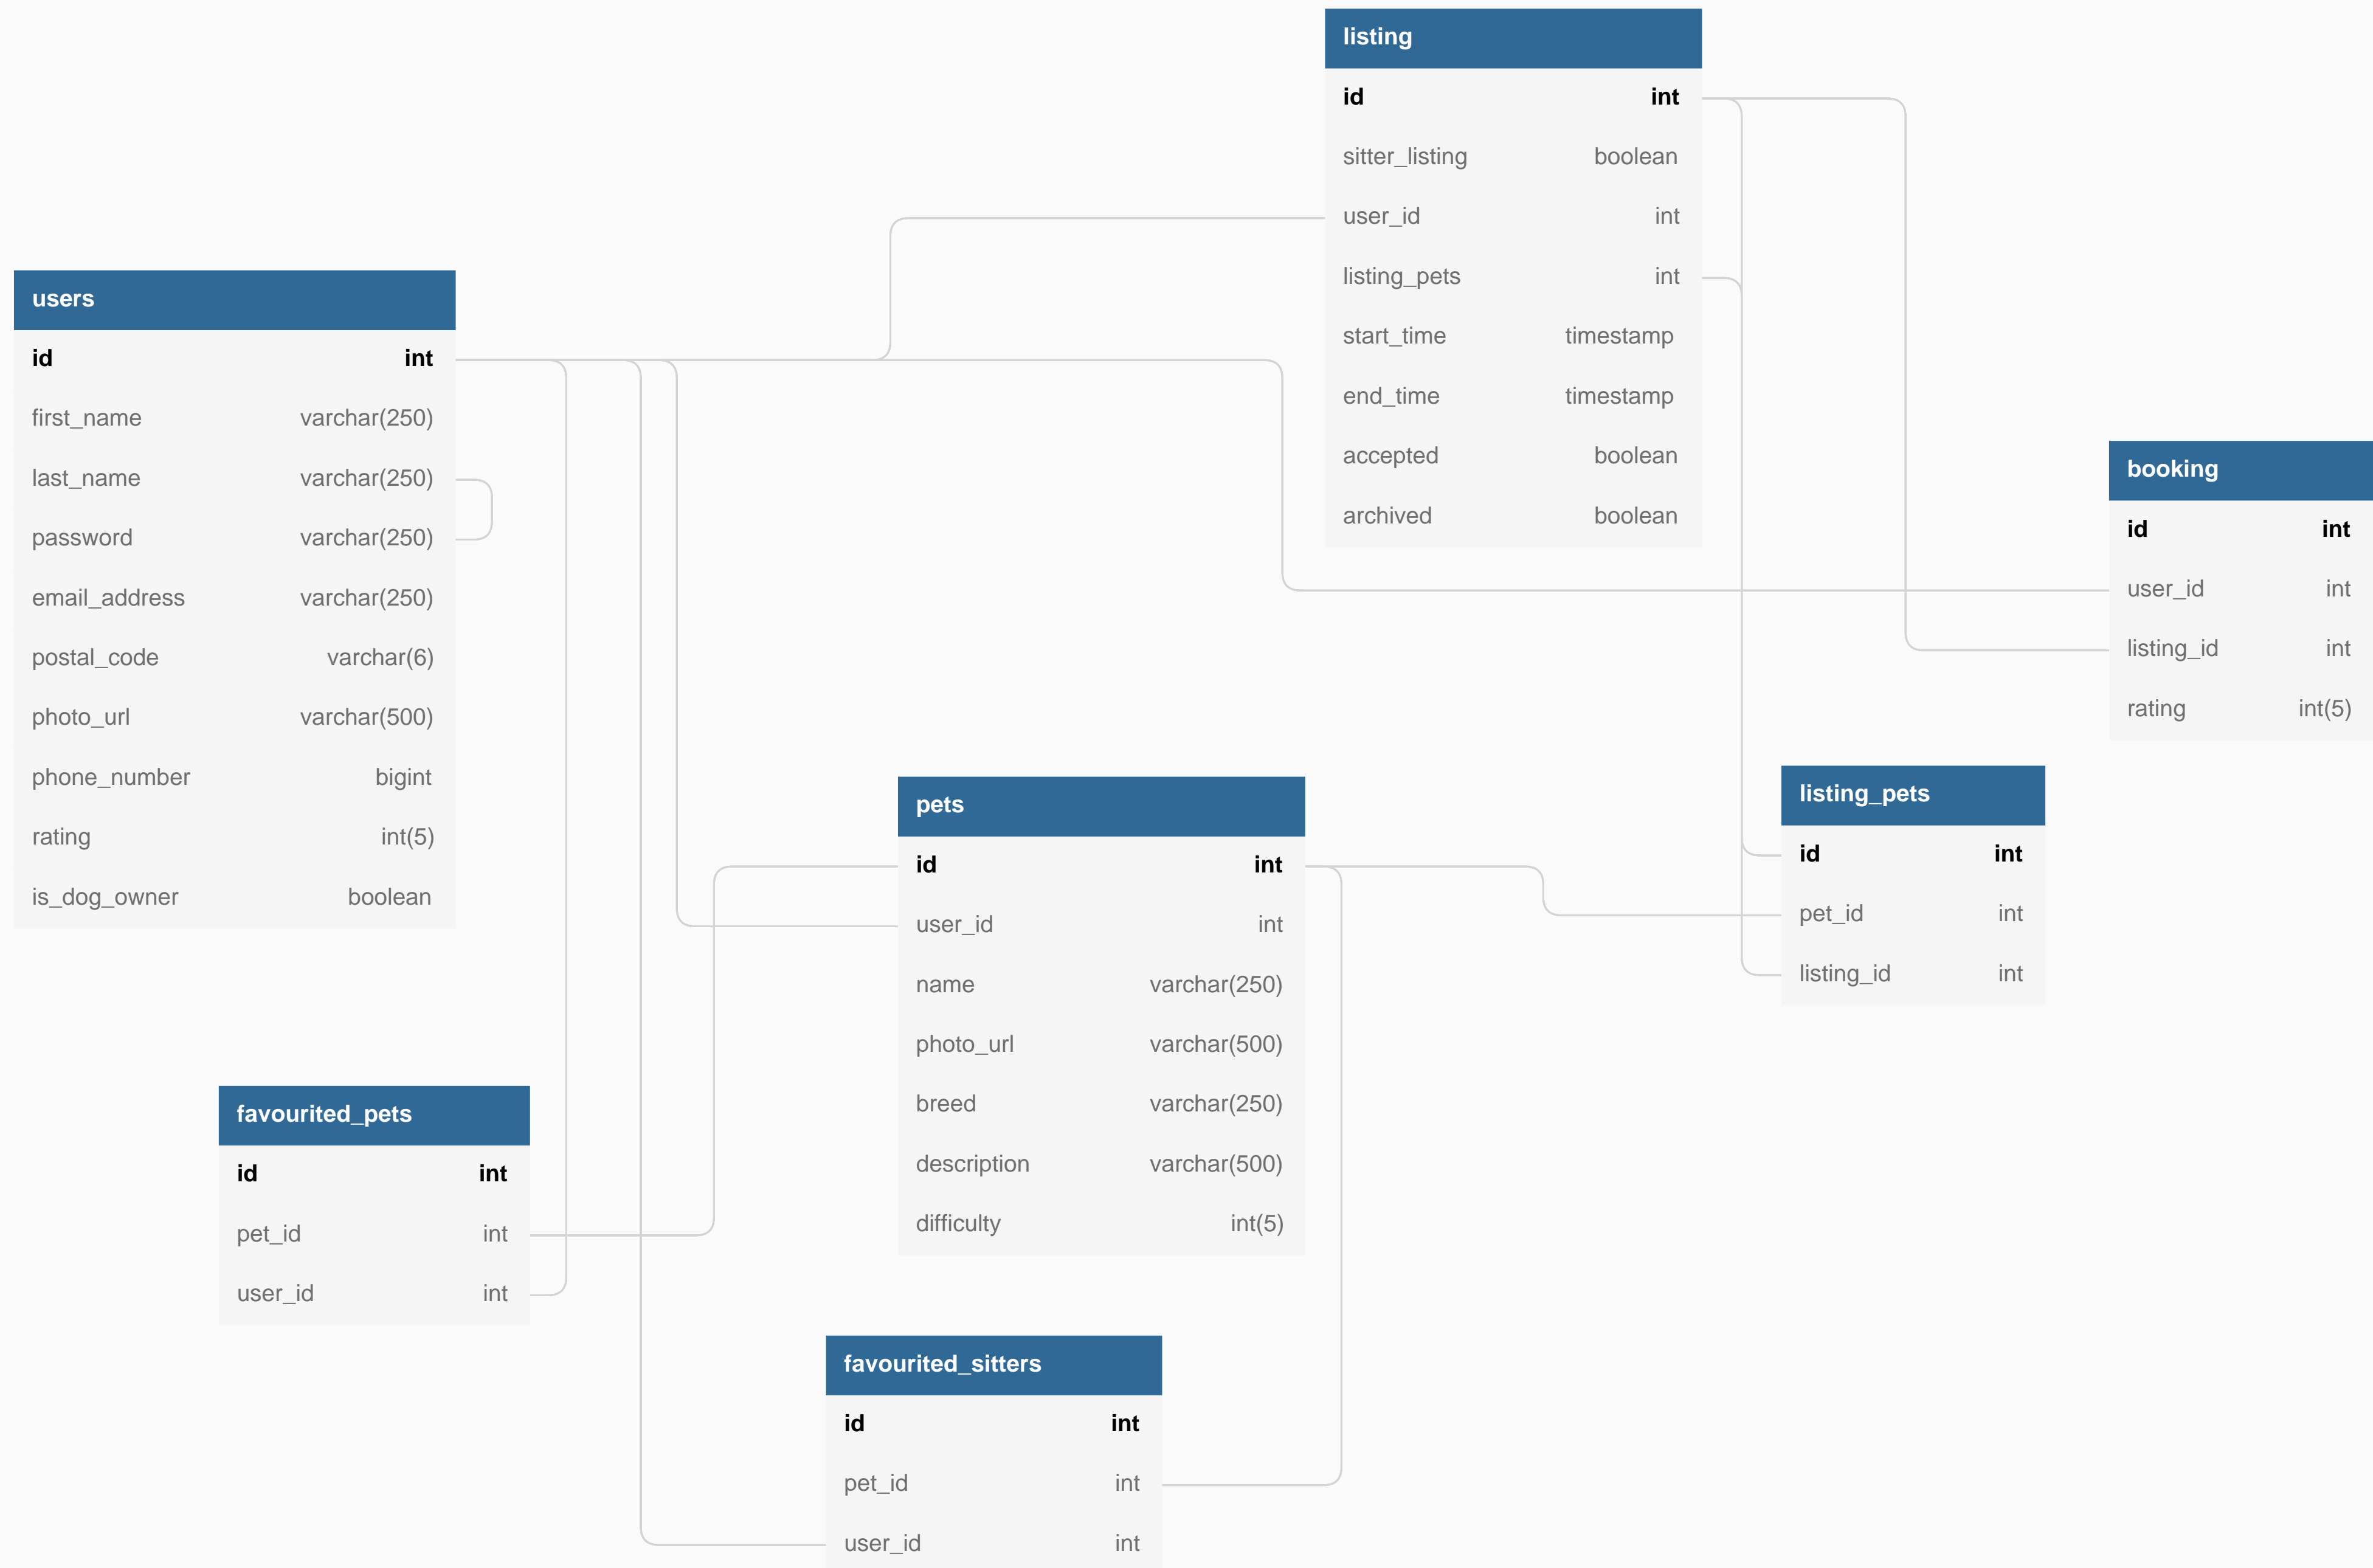 listing
id int
sitter_listing boolean
user_id int
listing_pets int
start_time timestamp
end_time timestamp
accepted boolean
archived boolean
users
id int
first_name varchar(250)
last_name varchar(250)
password varchar(250)
email_address varchar(250)
postal_code varchar(6)
photo_url varchar(500)
phone_number bigint
rating int(5)
is_dog_owner boolean
booking
id int
user_id int
listing_id int
rating int(5)
pets
id int
user_id int
name varchar(250)
photo_url varchar(500)
breed varchar(250)
description varchar(500)
difficulty int(5)
listing_pets
id int
pet_id int
listing_id int
favourited_pets
id int
pet_id int
user_id int
favourited_sitters
id int
pet_id int
user_id int